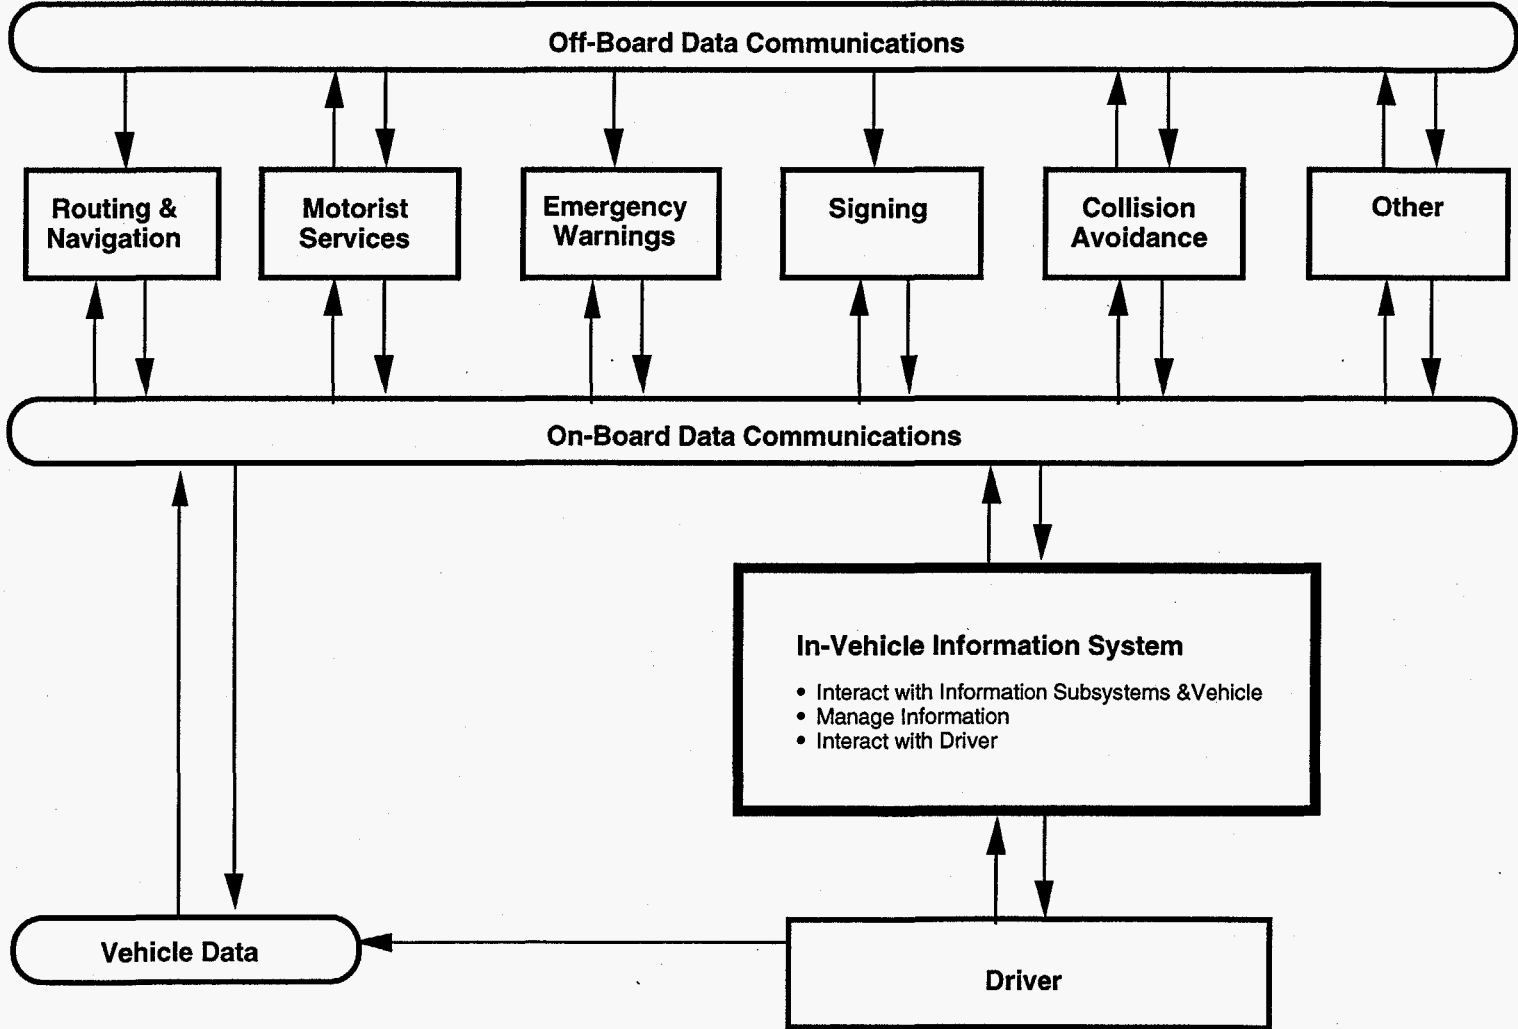 Off-Board Data Communications
Routing &
Navigation
Motorist
Services
Emergency
Warnings
Signing
Collision
Avoidance
Other
On-Board Data Communications
In-Vehicle Information System
• Interact with Information Subsystems &Vehicle
• Manage Information
• Interact with Driver
Vehicle Data
Driver